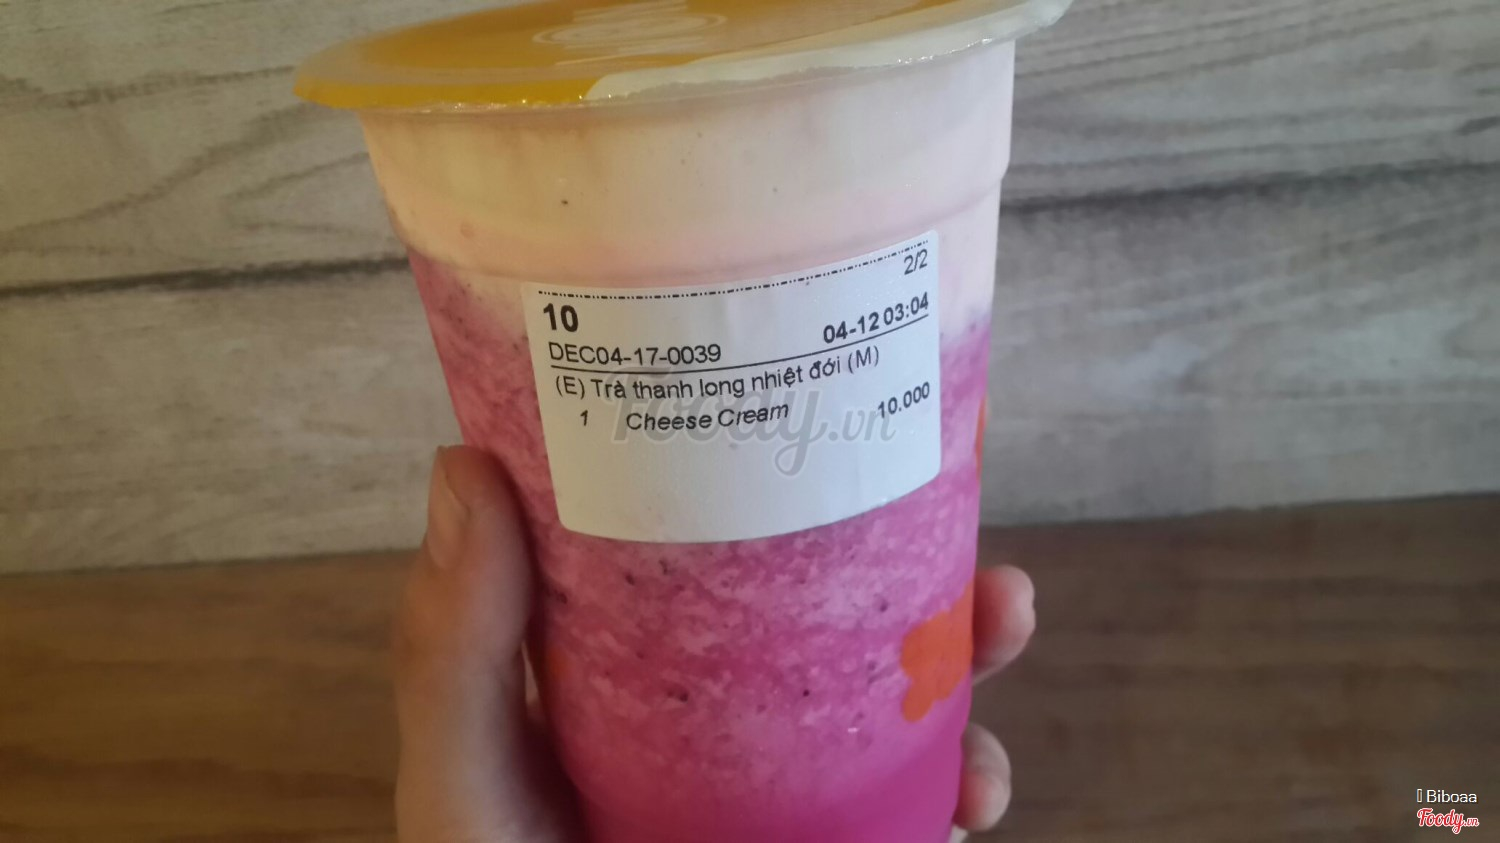 2/2
10 04-12 03:04
DEC04-17-0039
(E) Trà thanh long nhiệt đới (M)
1 Cheese Cream 10.000
Foody.vn
Biboaa
Foody.vn